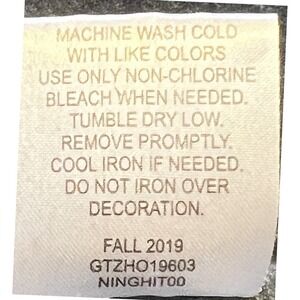 MACHINE WASH COLD
WITH LIKE COLORS
USE ONLY NON-CHLORINE
BLEACH WHEN NEEDED.
TUMBLE DRY LOW.
REMOVE PROMPTLY.
COOL IRON IF NEEDED.
DO NOT IRON OVER
DECORATION.
FALL 2019
GTZHO19603
NINGHIT00